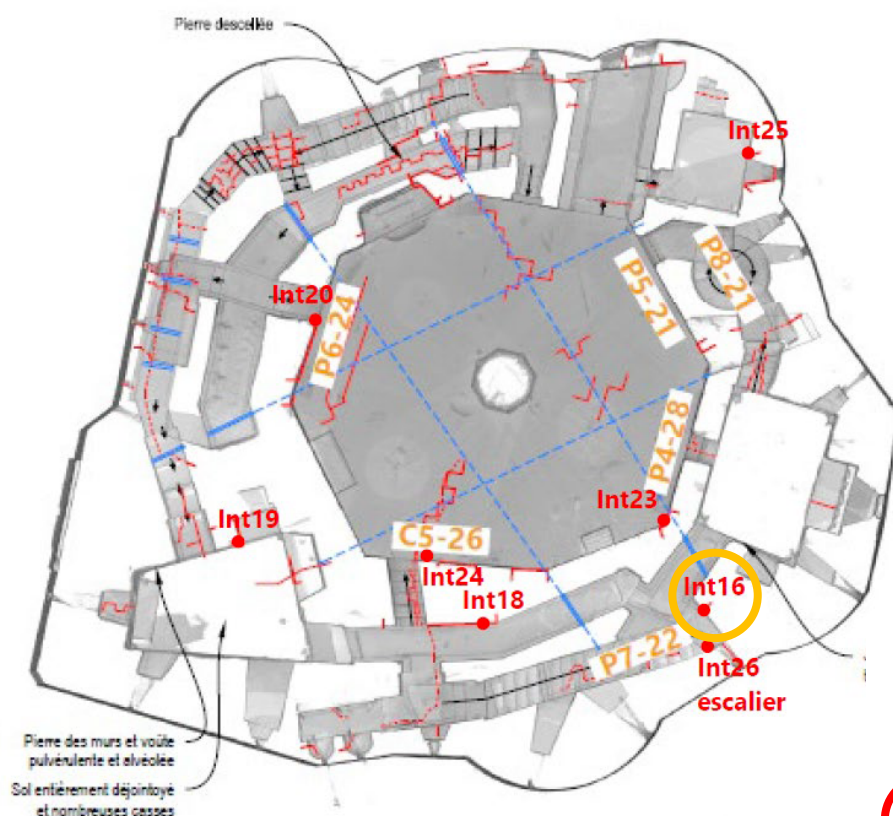 Pierre descellée
Int25
P8-21
P5-21
Int20
P6-24
P4-28
Int23
Int19
C5-26
Int24
Int16
Int18
P7-22
Int26
escalier
Pierre des murs et voûte
pulvérulente et alvéolée
Sol entièrement déjointoyé
et nombreuses casses